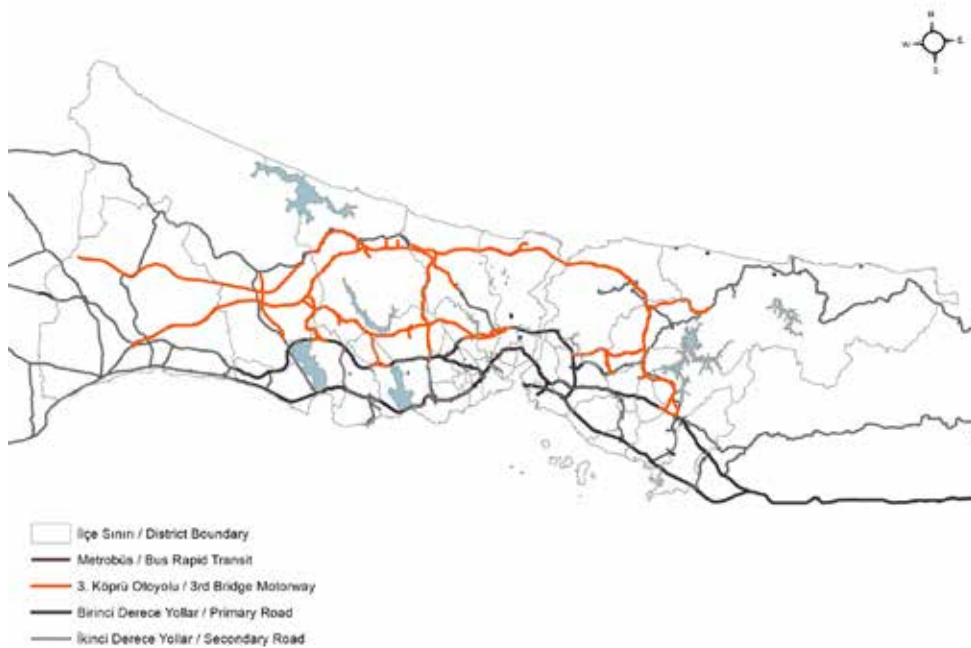 N
W E
S
İlçe Sınırı / District Boundary
Metrobüs / Bus Rapid Transit
3. Köprü Otoyolu / 3rd Bridge Motorway
Birinci Derece Yollar / Primary Road
İkinci Derece Yollar / Secondary Road